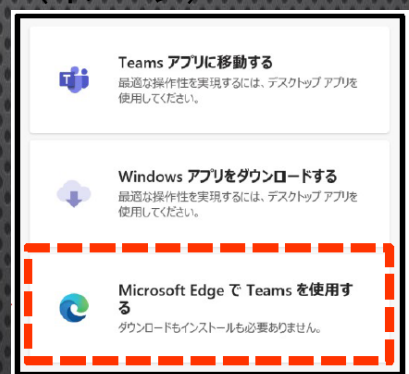 Teams アプリに移動する
最適な操作性を実現するには、デスクトップ アプリを
使用してください。
Windows アプリをダウンロードする
最適な操作性を実現するには、デスクトップ アプリを
使用してください。
Microsoft Edge で Teams を使用す
る
ダウンロードもインストールも必要ありません。